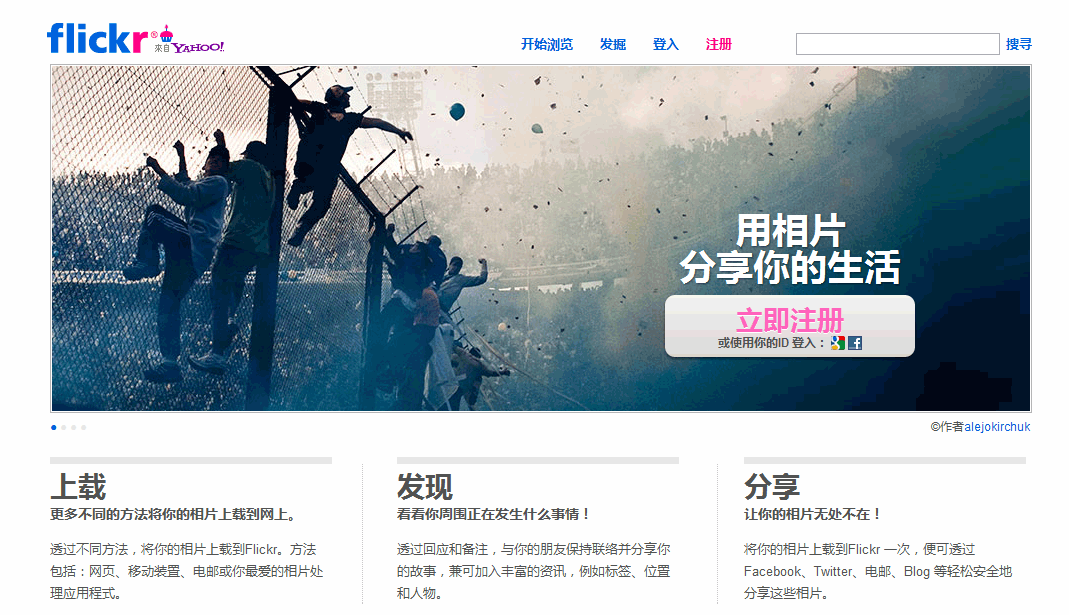 flickr® 來自 YAHOO!
开始浏览 发掘 登入 注册 搜寻
用相片
分享你的生活
立即注册
或使用你的ID 登入：
©作者alejokirchuk
上载
更多不同的方法将你的相片上载到网上。
透过不同方法，将你的相片上载到Flickr。方法
包括：网页、移动装置、电邮或你最爱的相片处
理应用程式。
发现
看看你周围正在发生什么事情！
透过回应和备注，与你的朋友保持联络并分享你
的故事，兼可加入丰富的资讯，例如标签、位置
和人物。
分享
让你的相片无处不在！
将你的相片上载到Flickr 一次，便可透过
Facebook、Twitter、电邮、Blog 等轻松安全地
分享这些相片。